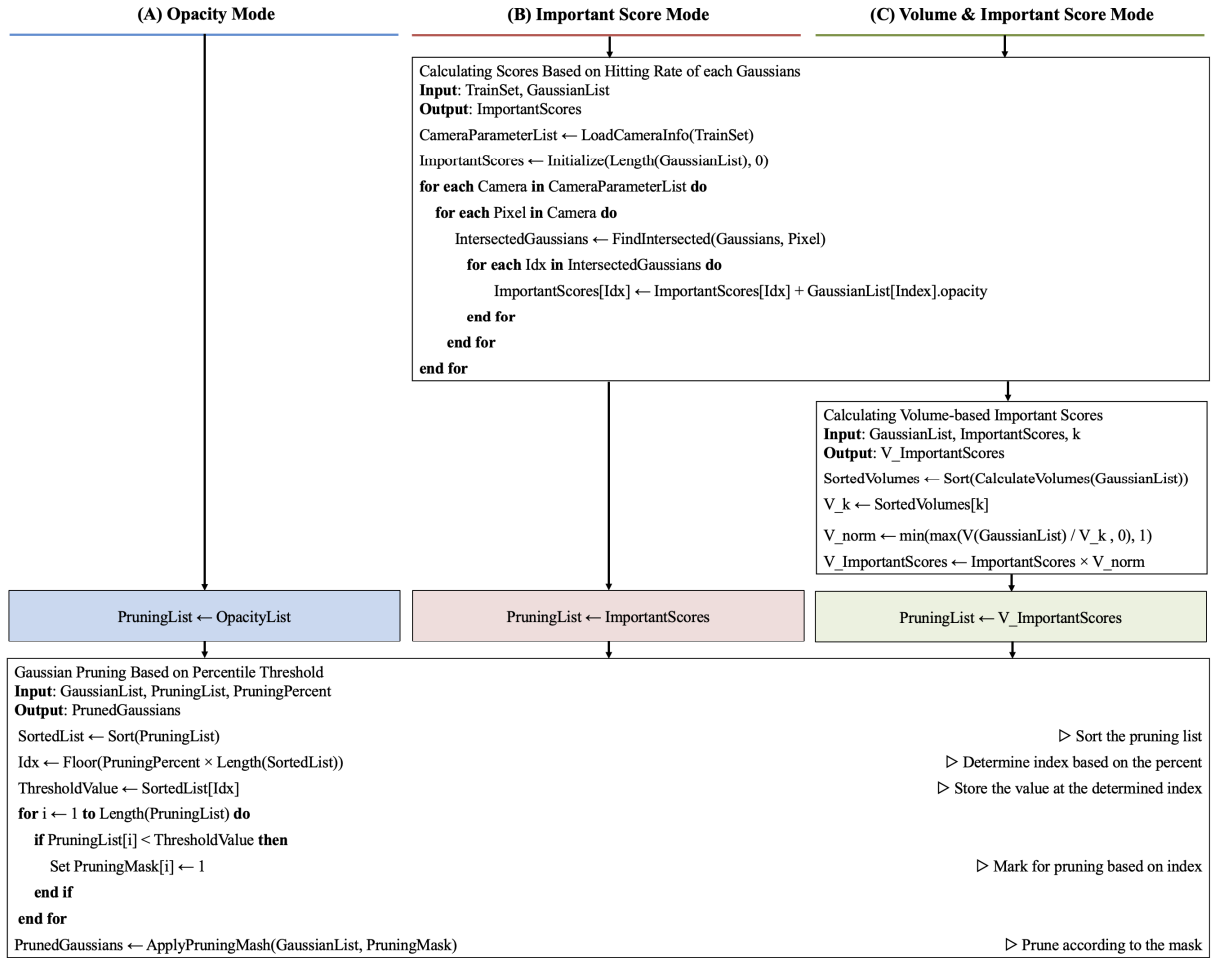 (A) Opacity Mode
(B) Important Score Mode
(C) Volume & Important Score Mode
Calculating Scores Based on Hitting Rate of each Gaussians
Input: TrainSet, GaussianList
Output: ImportantScores
CameraParameterList ← LoadCameraInfo(TrainSet)
ImportantScores ← Initialize(Length(GaussianList), 0)
for each Camera in CameraParameterList do
for each Pixel in Camera do
IntersectedGaussians ← FindIntersected(Gaussians, Pixel)
for each Idx in IntersectedGaussians do
ImportantScores[Idx] ← ImportantScores[Idx] + GaussianList[Index].opacity
end for
end for
end for
Calculating Volume-based Important Scores
Input: GaussianList, ImportantScores, k
Output: V_ImportantScores
SortedVolumes ← Sort(CalculateVolumes(GaussianList))
V_k ← SortedVolumes[k]
V_norm ← min(max(V(GaussianList) / V_k , 0), 1)
V_ImportantScores ← ImportantScores × V_norm
PruningList ← OpacityList
PruningList ← ImportantScores
PruningList ← V_ImportantScores
Gaussian Pruning Based on Percentile Threshold
Input: GaussianList, PruningList, PruningPercent
Output: PrunedGaussians
SortedList ← Sort(PruningList) ▷ Sort the pruning list
Idx ← Floor(PruningPercent × Length(SortedList)) ▷ Determine index based on the percent
ThresholdValue ← SortedList[Idx] ▷ Store the value at the determined index
for i ← 1 to Length(PruningList) do
if PruningList[i] < ThresholdValue then
Set PruningMask[i] ← 1 ▷ Mark for pruning based on index
end if
end for
PrunedGaussians ← ApplyPruningMash(GaussianList, PruningMask) ▷ Prune according to the mask